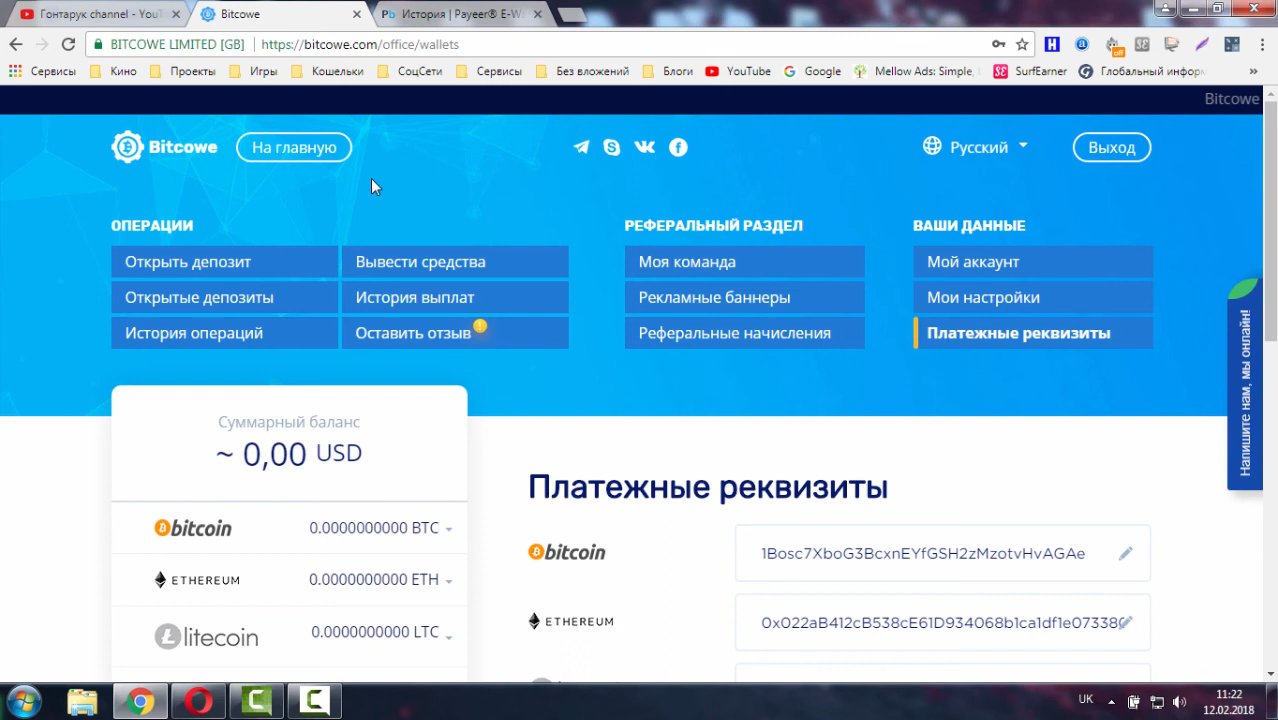 Гонтарук channel - YouT
Bitcowe
История | Payeer® E-Wa
BITCOWE LIMITED [GB]
https://bitcowe.com/office/wallets
Сервисы
Кино
Проекты
Игры
Кошельки
СоцСети
Сервисы
Без вложений
Блоги
YouTube
Google
Mellow Ads: Simple,
SurfEarner
Глобальный информ
»
Bitcowe
Bitcowe
На главную
Русский
Выход
ОПЕРАЦИИ
РЕФЕРАЛЬНЫЙ РАЗДЕЛ
ВАШИ ДАННЫЕ
Открыть депозит
Вывести средства
Моя команда
Мой аккаунт
Открытые депозиты
История выплат
Рекламные баннеры
Мои настройки
История операций
Оставить отзыв
Реферальные начисления
Платежные реквизиты
Напишите нам, мы онлайн!
Суммарный баланс
~ 0,00 USD
bitcoin
0.0000000000 BTC
ETHEREUM
0.0000000000 ETH
litecoin
0.0000000000 LTC
Платежные реквизиты
bitcoin
1Bosc7XboG3BcxnEYfGSH2zMzotvHvAGAe
ETHEREUM
UK
11:22
12.02.2018